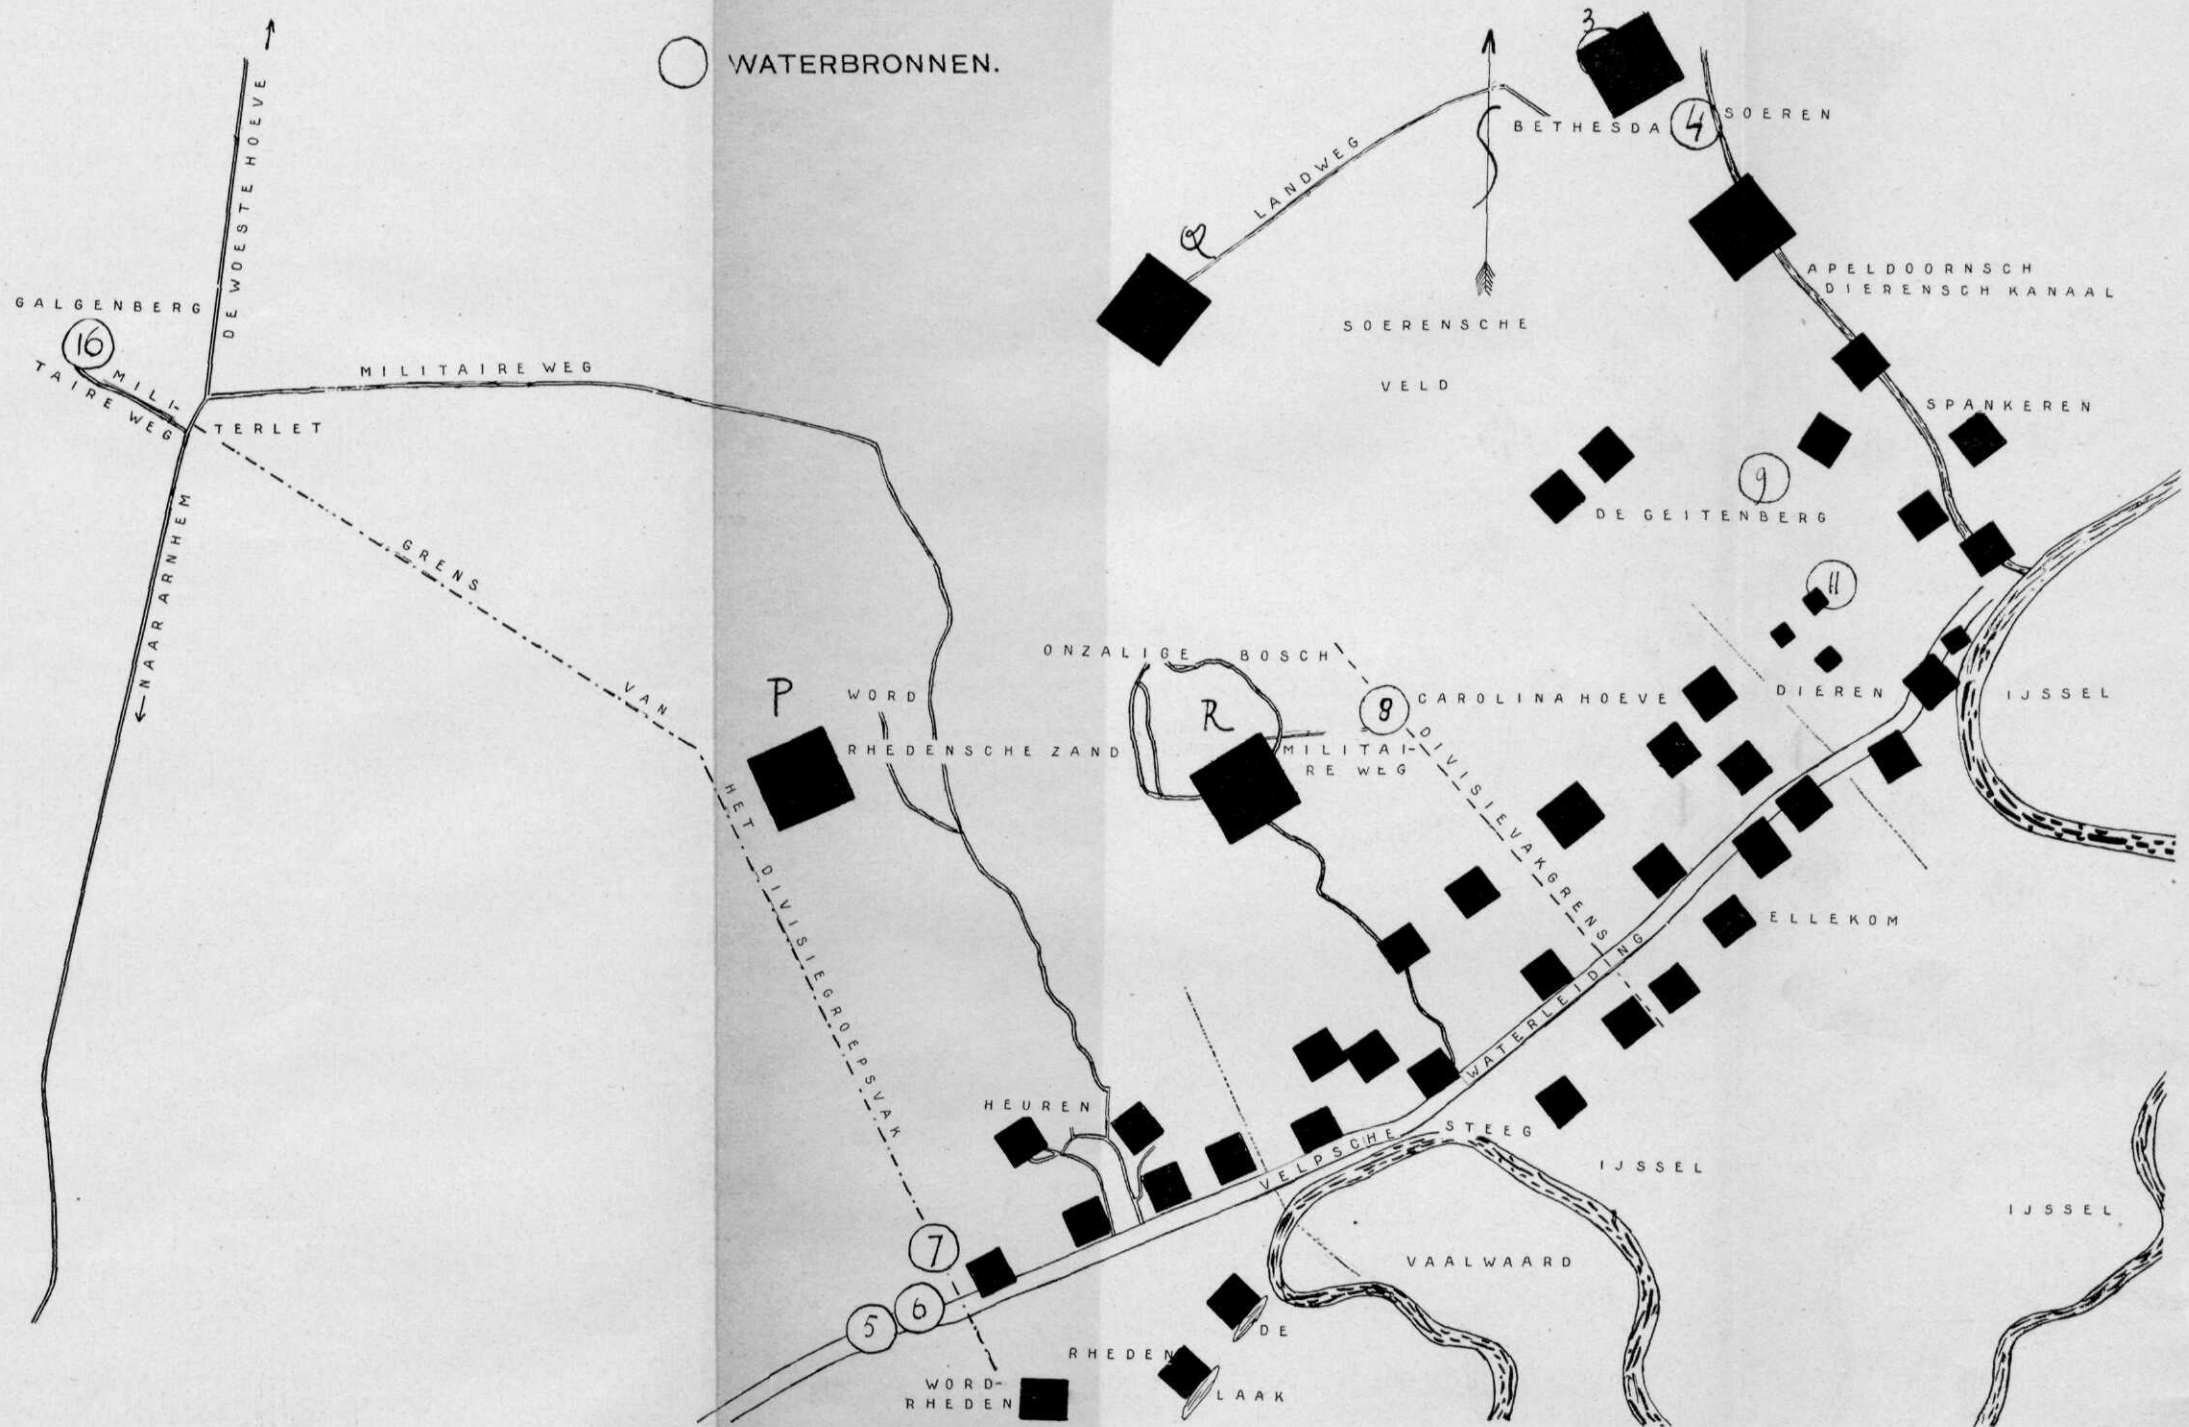 WATERBRONNEN.
3
BETHESDA
4
SOEREN
LANDWEG
DE WOESTE HOEVE
Q
APELDOORNSCH
DIERENSCH KANAAL
GALGENBERG
SOERENSCHE
VELD
16
MILI-
TAIRE WEG
MILITAIRE WEG
TERLET
SPANKEREN
9
DE GEITENBERG
NAAR ARNHEM
GRENS
VAN
HET DIVISIEGROEPSVAK
11
ONZALIGE BOSCH
P
WORD
RHEDENSCHE ZAND
R
MILITAI-
RE WEG
8
CAROLINA HOEVE
DIEREN
IJSSEL
DIVISIEVAKGRENS
ELLEKOM
VELPSCHE WATERLEIDING
HEUREN
STEEG
IJSSEL
IJSSEL
7
VAALWAARD
6
5
DE
RHEDEN
LAAK
WORD-
RHEDEN